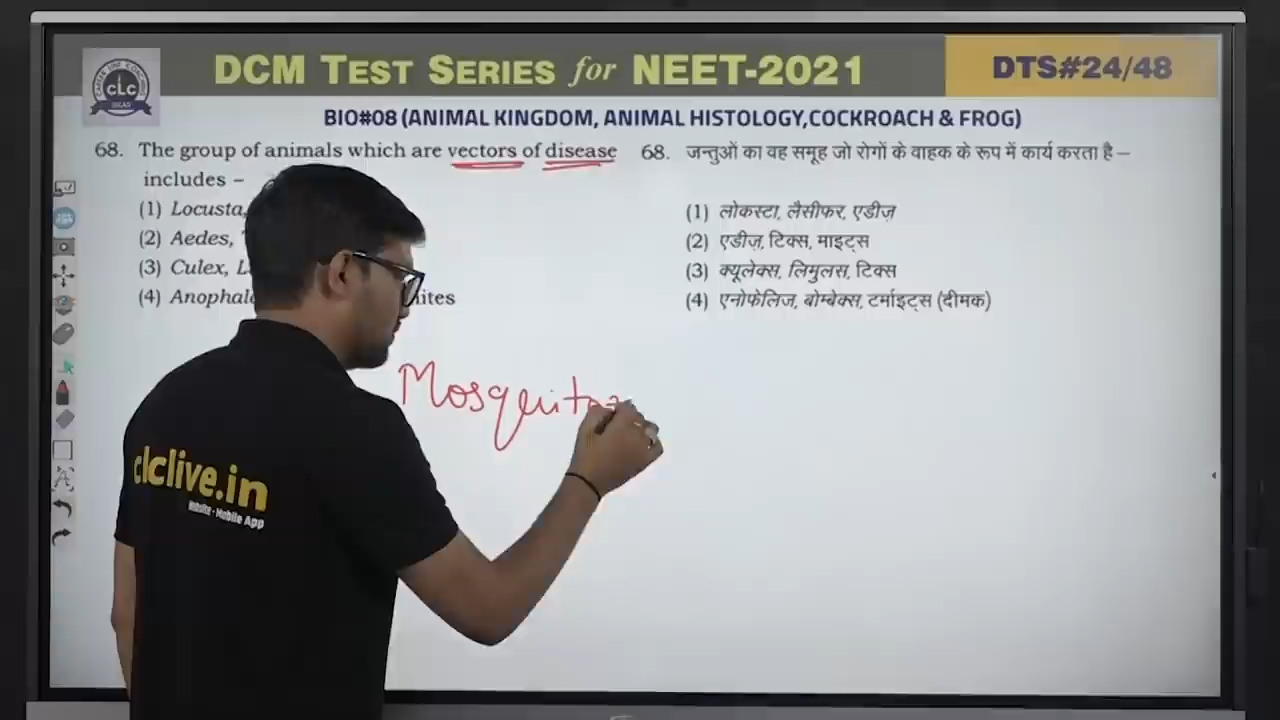 DCM TEST SERIES for NEET-2021
DTS#24/48
CLC
BIO#08 (ANIMAL KINGDOM, ANIMAL HISTOLOGY,COCKROACH & FROG)
68. The group of animals which are vectors of disease
includes –
(1) Locusta,
(2) Aedes,
(3) Culex,
(4)
68. जन्तुओं का वह समूह जो रोगों के वाहक के रूप में कार्य करता है –
(1) लोकस्टा, लैसीफर, एडीज़
(2) एडीज़, टिक्स, माइट्स
(3) क्यूलेक्स, लिमुलस, टिक्स
(4) एनोफेलिज, बोम्बेक्स, टर्माइट्स (दीमक)
clclive.in
Website - Mobile App